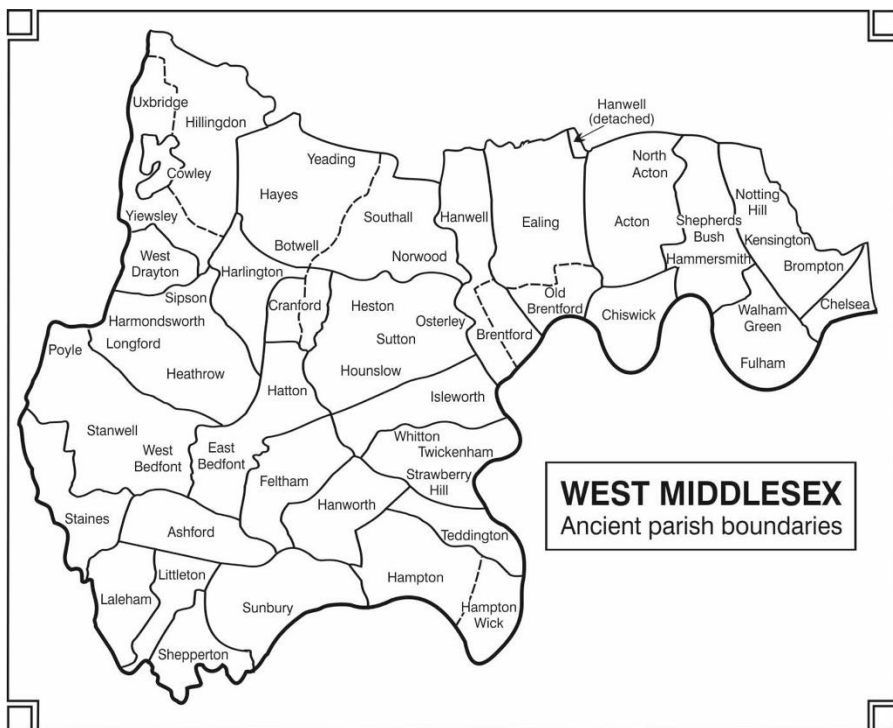 Uxbridge
Hillingdon
Cowley
Yiewsley
West
Drayton
Hayes
Yeading
Botwell
Southall
Norwood
Hanwell
Ealing
Hanwell
(detached)
North
Acton
Acton
Shepherds
Bush
Hammersmith
Notting
Hill
Kensington
Brompton
Chelsea
Harlington
Sipson
Harmondsworth
Longford
Heathrow
Cranford
Heston
Osterley
Sutton
Hounslow
Brentford
Old
Brentford
Chiswick
Walham
Green
Fulham
Poyle
Hatton
Isleworth
Stanwell
West
Bedfont
East
Bedfont
Feltham
Whitton
Twickenham
Strawberry
Hill
Hanworth
Staines
Ashford
Teddington
Laleham
Littleton
Sunbury
Hampton
Hampton
Wick
Shepperton
WEST MIDDLESEX
Ancient parish boundaries